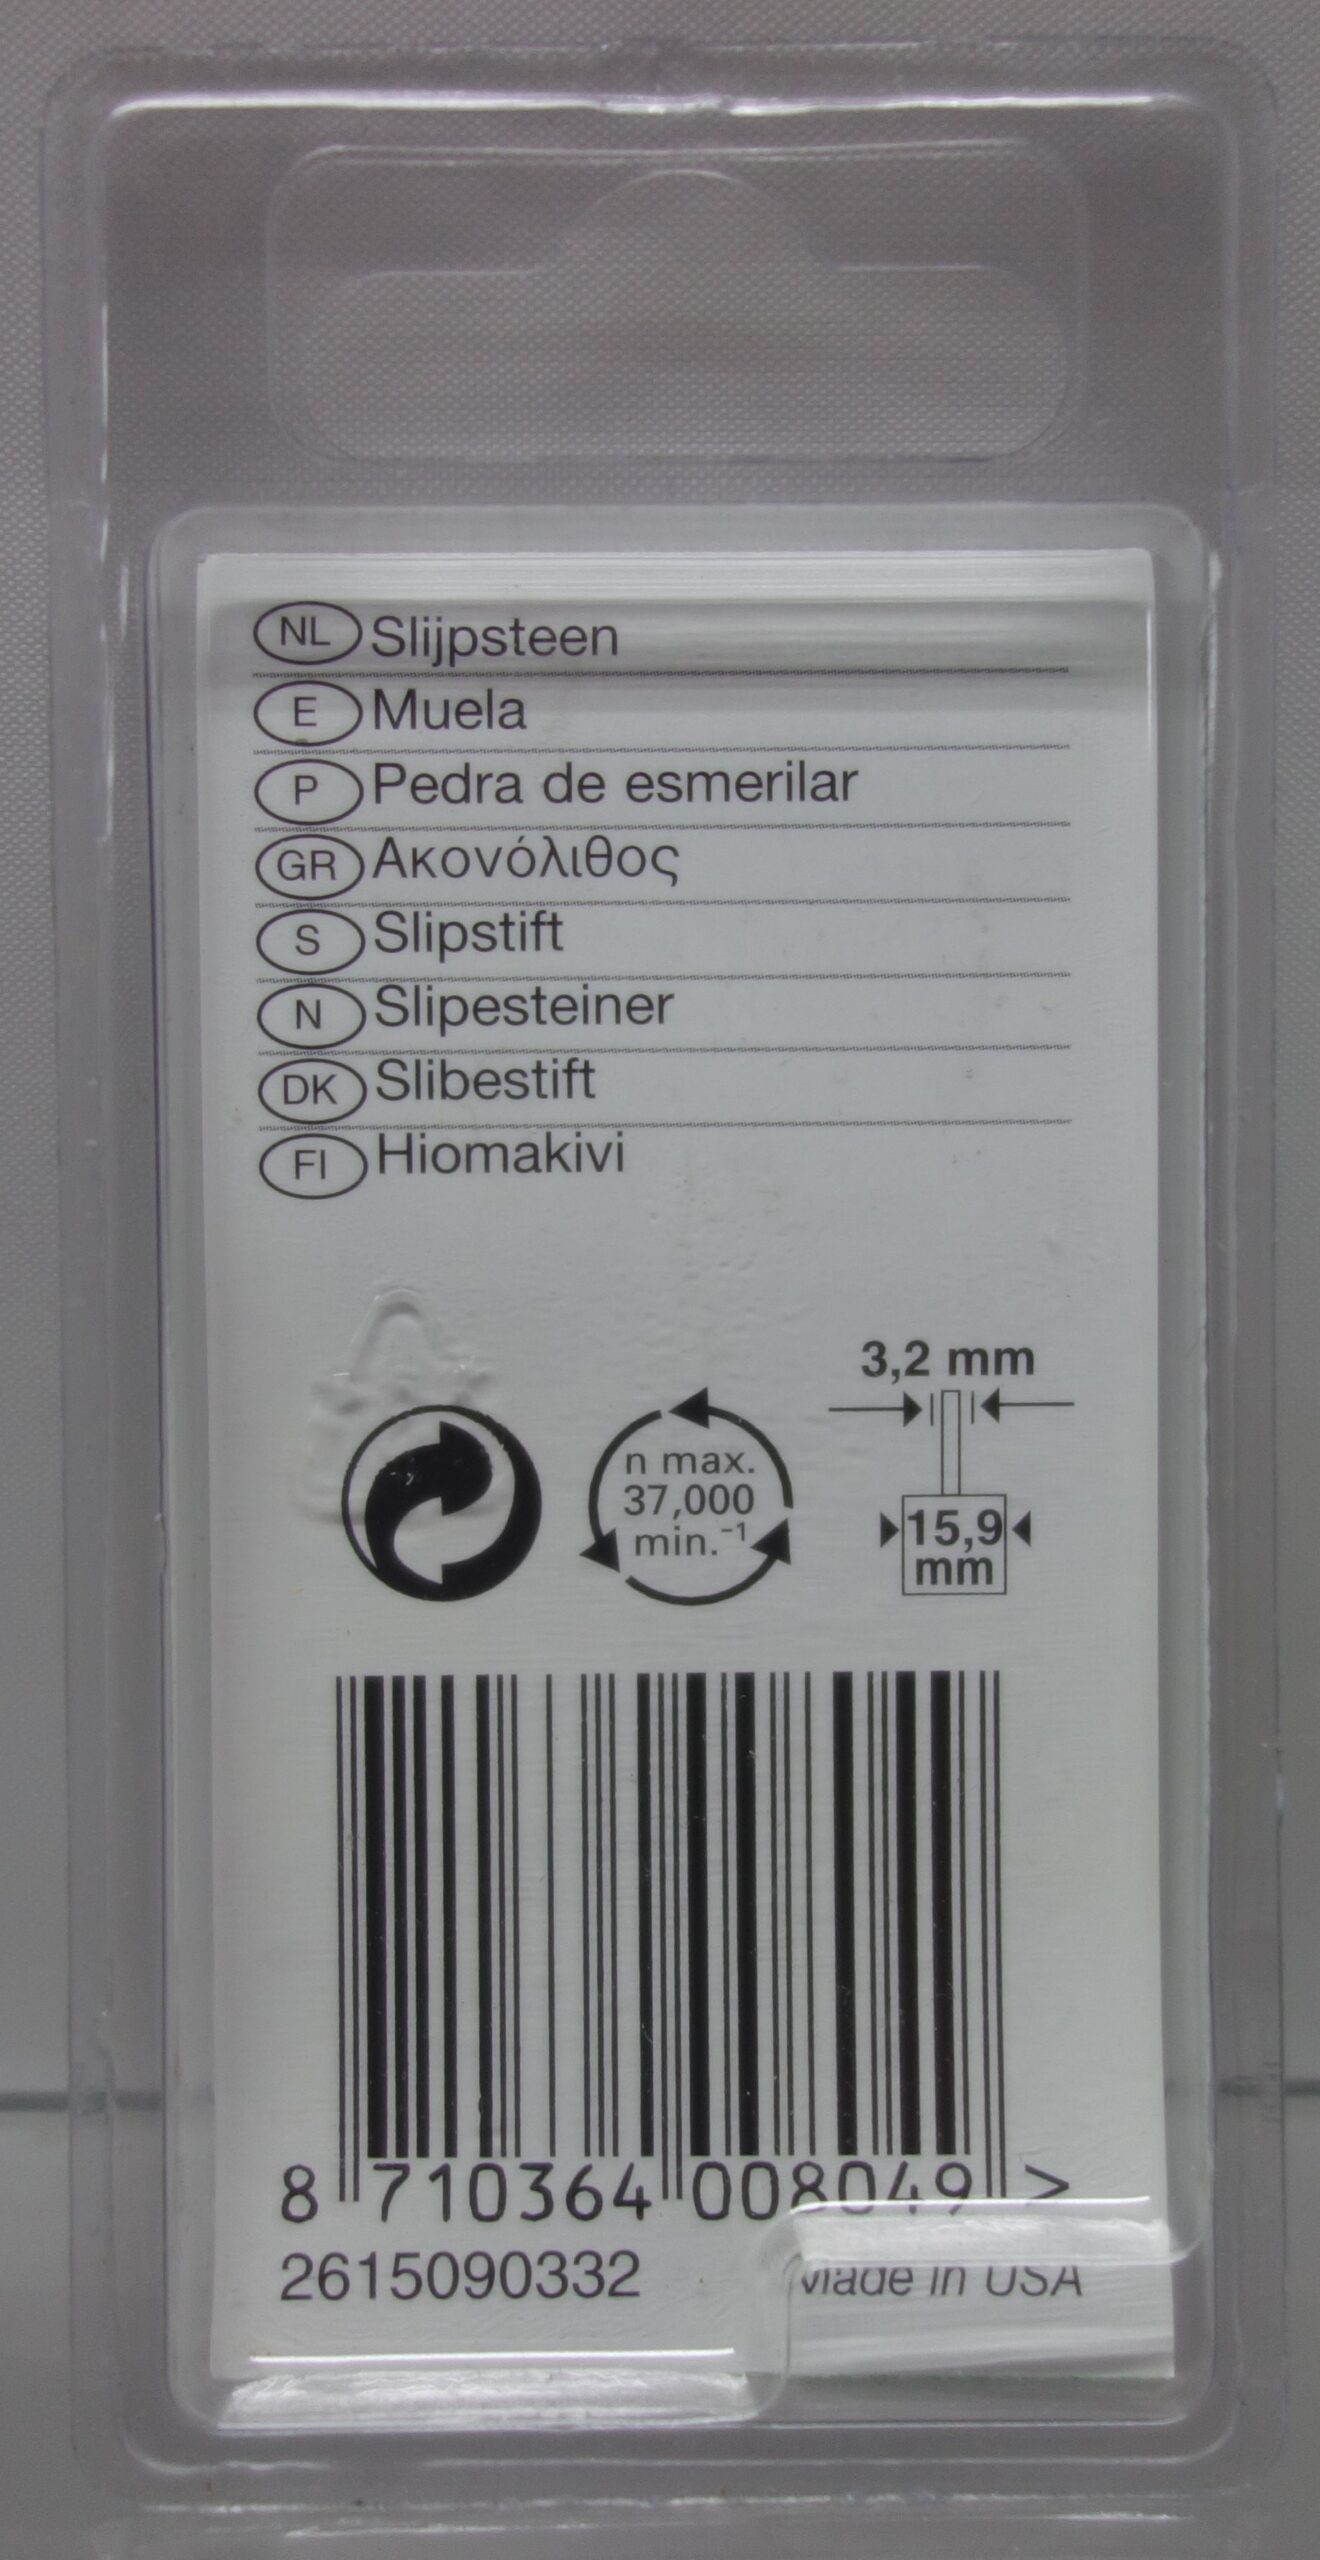 NL Slijpsteen
E Muela
P Pedra de esmerilar
GR Ακονόλιθος
S Slipstift
N Slipesteiner
DK Slibestift
FI Hiomakivi
3,2 mm
n max.
37,000
min.⁻¹
15,9
mm
8 710364 008049 >
2615090332 Made in USA